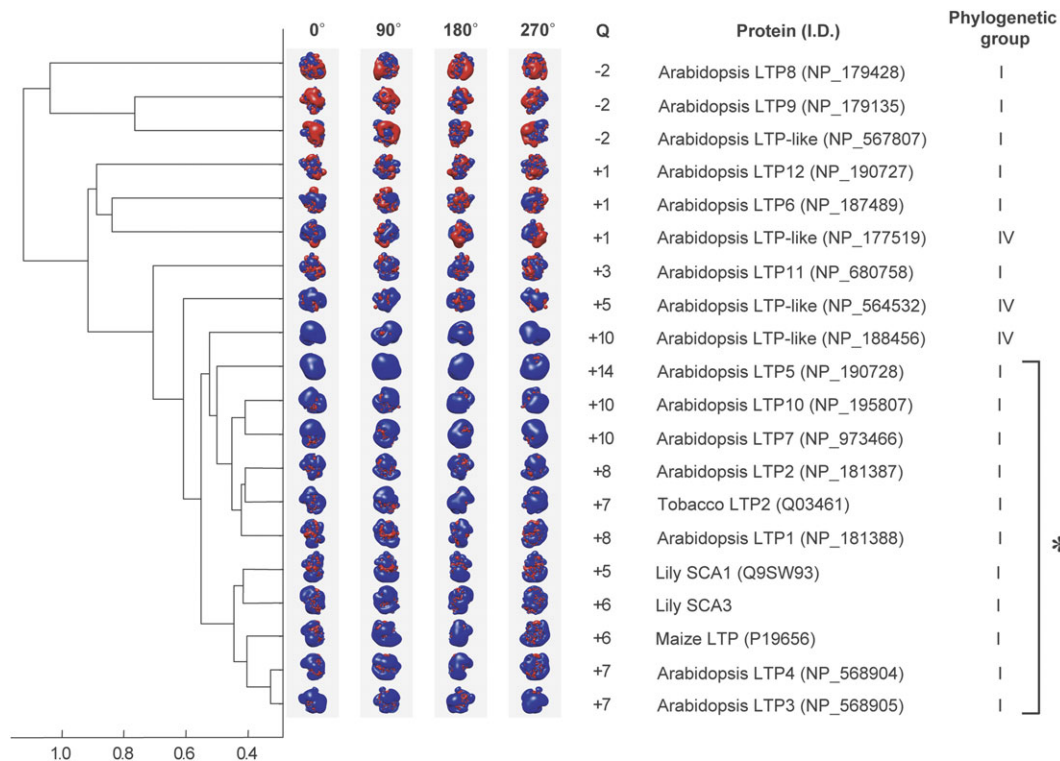 0° 90° 180° 270° Q Protein (I.D.) Phylogenetic group
-2 Arabidopsis LTP8 (NP_179428) I
-2 Arabidopsis LTP9 (NP_179135) I
-2 Arabidopsis LTP-like (NP_567807) I
+1 Arabidopsis LTP12 (NP_190727) I
+1 Arabidopsis LTP6 (NP_187489) I
+1 Arabidopsis LTP-like (NP_177519) IV
+3 Arabidopsis LTP11 (NP_680758) I
+5 Arabidopsis LTP-like (NP_564532) IV
+10 Arabidopsis LTP-like (NP_188456) IV
+14 Arabidopsis LTP5 (NP_190728) I
+10 Arabidopsis LTP10 (NP_195807) I
+10 Arabidopsis LTP7 (NP_973466) I
+8 Arabidopsis LTP2 (NP_181387) I
+7 Tobacco LTP2 (Q03461) I
+8 Arabidopsis LTP1 (NP_181388) I
*
+5 Lily SCA1 (Q9SW93) I
+6 Lily SCA3 I
+6 Maize LTP (P19656) I
+7 Arabidopsis LTP4 (NP_568904) I
+7 Arabidopsis LTP3 (NP_568905) I
1.0 0.8 0.6 0.4